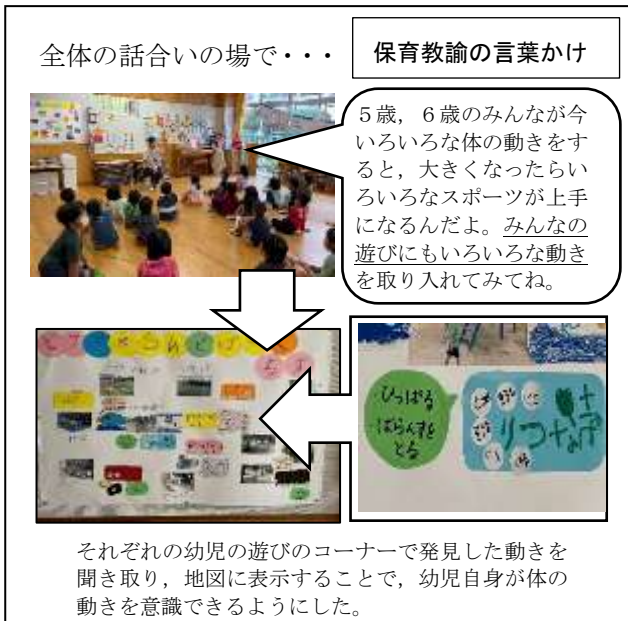 全体の話合いの場で・・・
保育教諭の言葉かけ
５歳，６歳のみんなが今
いろいろな体の動きをす
ると，大きくなったらい
ろいろなスポーツが上手
になるんだよ。みんなの
遊びにもいろいろな動き
を取り入れてみてね。
ひっぱる
ばらんすを
とる
それぞれの幼児の遊びのコーナーで発見した動きを
聞き取り，地図に表示することで，幼児自身が体の
動きを意識できるようにした。